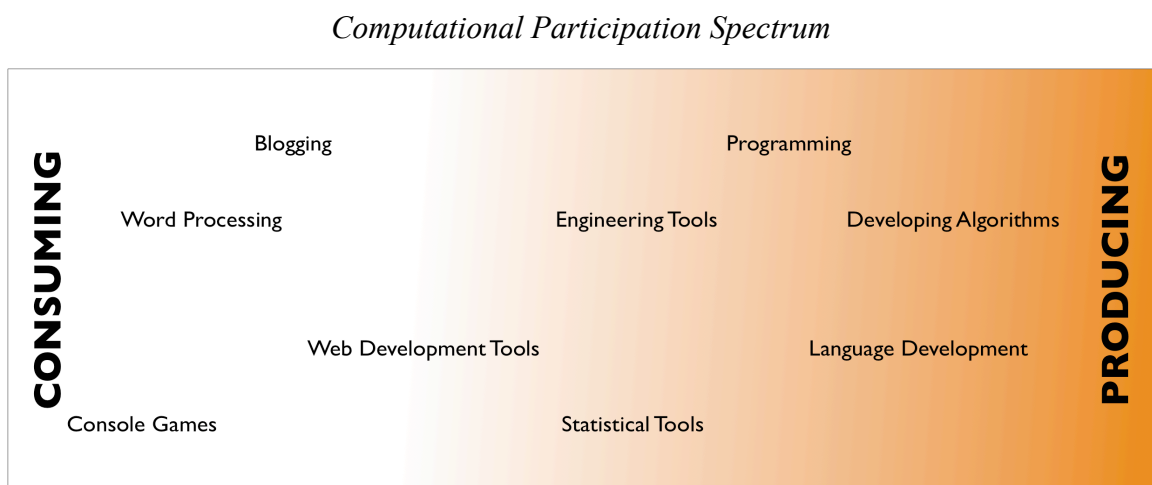 Computational Participation Spectrum
CONSUMING
Blogging
Programming
PRODUCING
Word Processing
Engineering Tools
Developing Algorithms
Web Development Tools
Language Development
Console Games
Statistical Tools